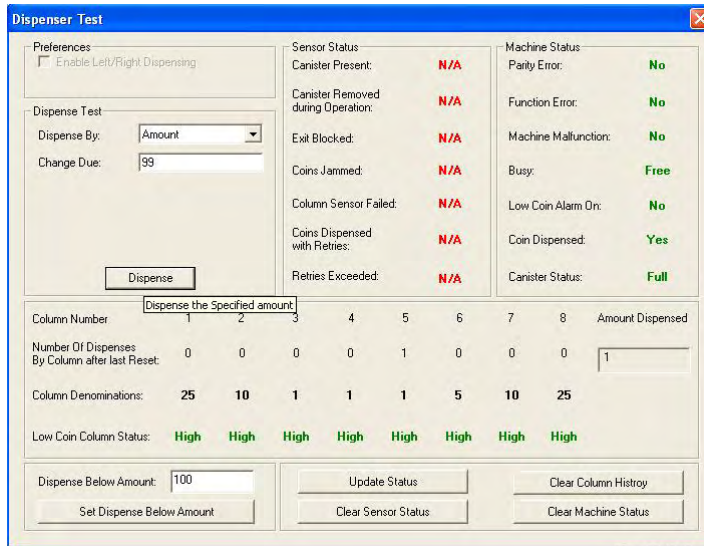 Dispenser Test
Preferences
Enable Left/Right Dispensing
Dispense Test
Dispense By: Amount
Change Due: 99
Dispense
Dispense the Specified amount
Sensor Status
Canister Present: N/A
Canister Removed
during Operation: N/A
Exit Blocked: N/A
Coins Jammed: N/A
Column Sensor Failed: N/A
Coins Dispensed
with Retries: N/A
Retries Exceeded: N/A
Machine Status
Parity Error: No
Function Error: No
Machine Malfunction: No
Busy: Free
Low Coin Alarm On: No
Coin Dispensed: Yes
Canister Status: Full
Column Number 1 2 3 4 5 6 7 8 Amount Dispensed
Number Of Dispenses
By Column after last Reset: 0 0 0 0 1 0 0 0 1
Column Denominations: 25 10 1 1 1 5 10 25
Low Coin Column Status: High High High High High High High High
Dispense Below Amount: 100
Set Dispense Below Amount
Update Status
Clear Sensor Status
Clear Column Histroy
Clear Machine Status